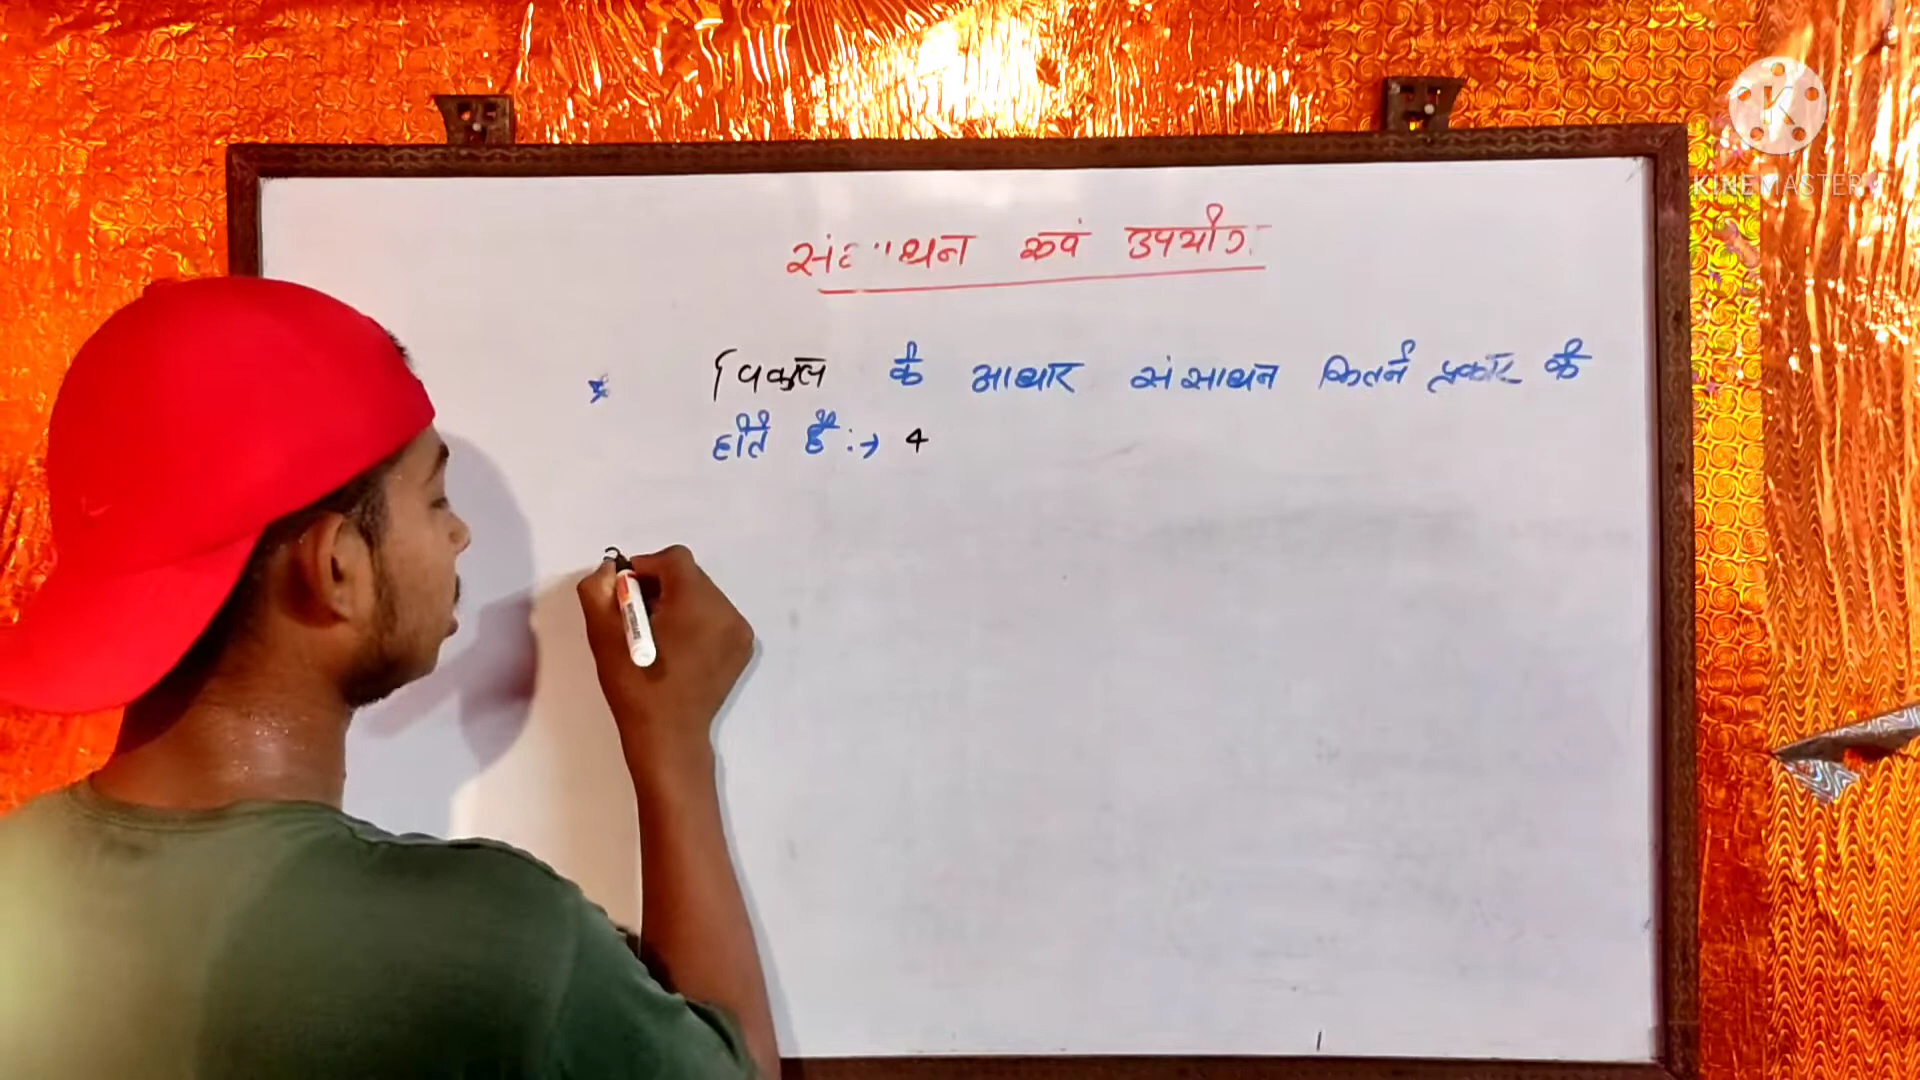 संसाधन एवं उपयोग
* विकास के आधार संसाधन कितने प्रकार के
होते हैं :→ 4
K
KINEMASTER